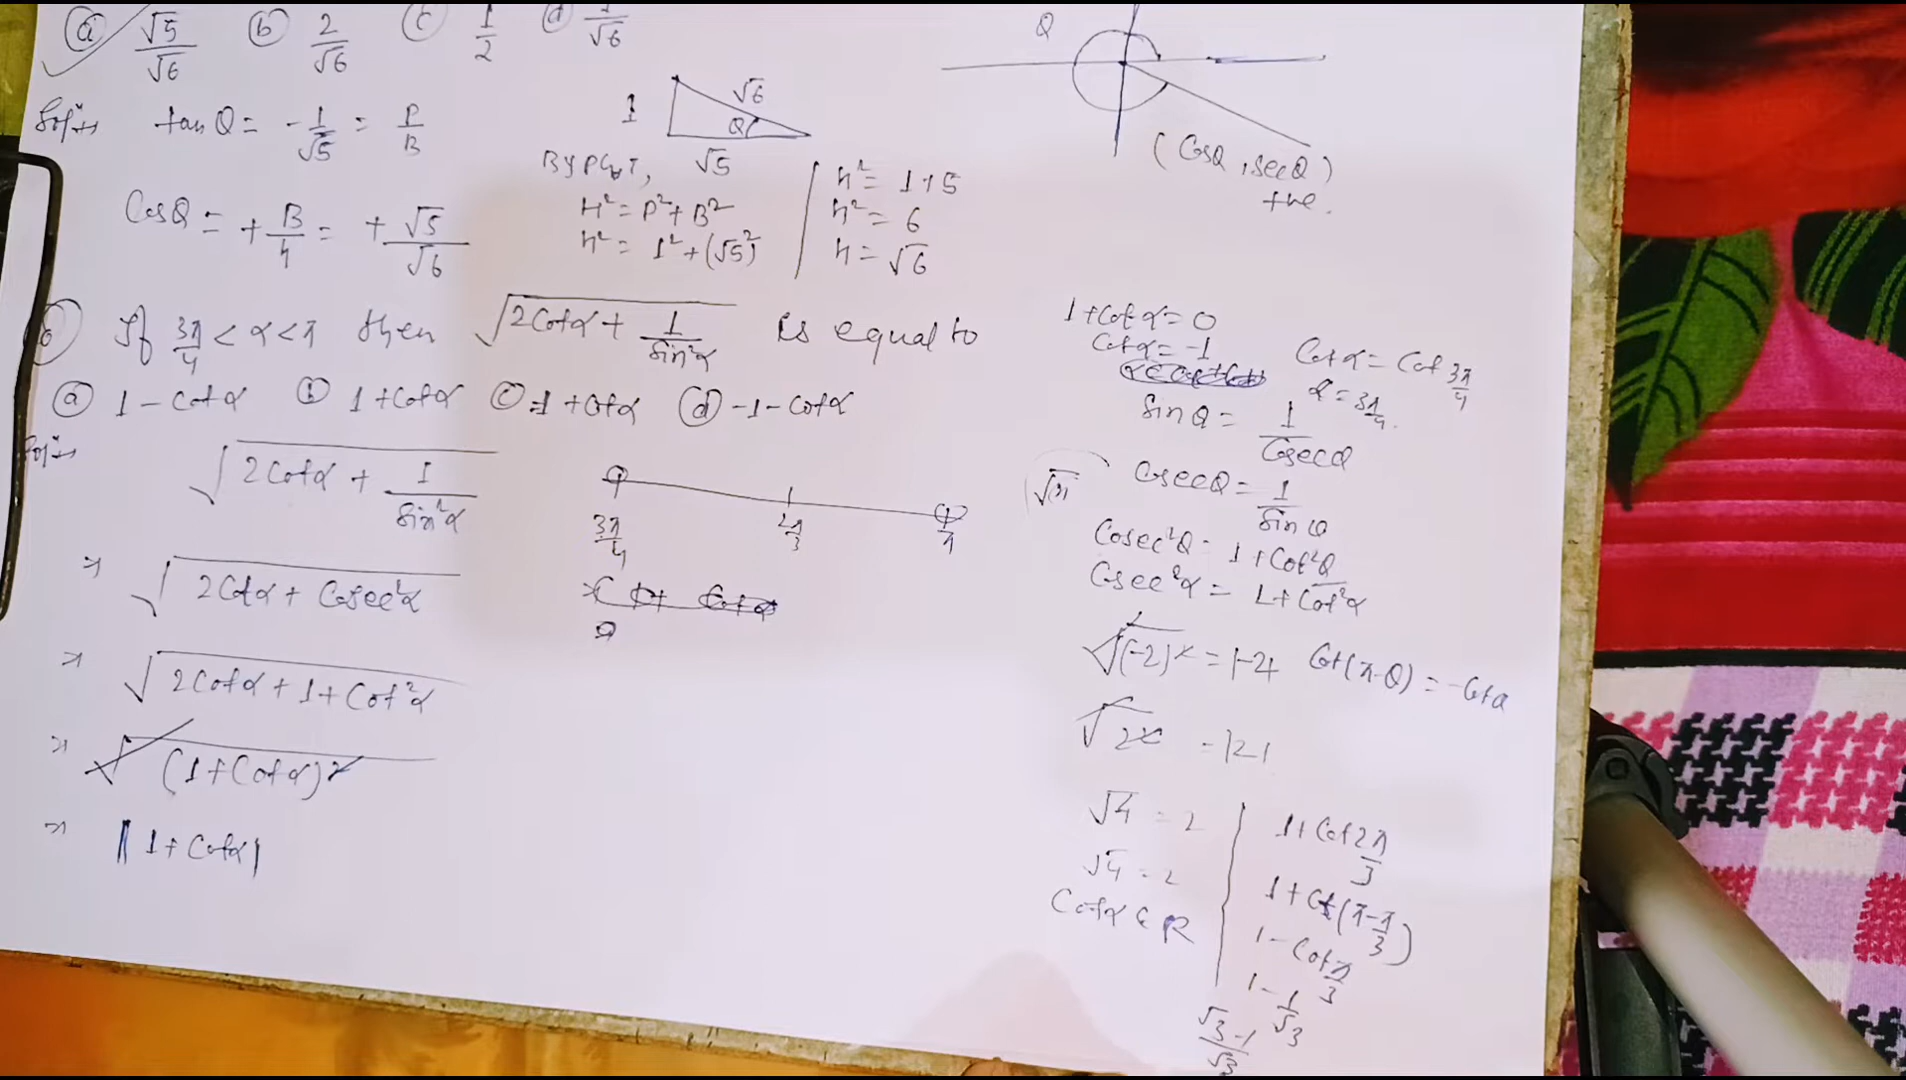 (a) √5/√6 (b) 2/√6 (c) 1/2 (d) 1/√6
Q
Solⁿ tanQ = -1/√5 = P/B
1 √6 Q √5
(CosQ, secQ)
+ve.
CosQ = +B/h = +√5/√6
By PGT,
H² = P² + B²
h² = 1² + (√5)²
h² = 1+5
h² = 6
h = √6
If 3π/4 < α < π then √(2Cotα + 1/Sin²α) is equal to
(a) 1 - Cotα (b) 1 + Cotα (c) -1 + Cotα (d) -1 - Cotα
Solⁿ √(2Cotα + 1/Sin²α)
⇒ √(2Cotα + Cosec²α)
⇒ √(2Cotα + 1 + Cot²α)
⇒ √(1 + Cotα)²
⇒ |1 + Cotα|
3π/4 2π/3 π
1 + Cotα = 0
Cotα = -1
Cotα = Cot 3π/4
α = 3π/4.
SinQ = 1/CosecQ
√x
CosecQ = 1/SinQ
Cosec²Q = 1 + Cot²Q
Cosec²α = 1 + Cot²α
√(-2)² = |-2|
Cot(π-Q) = -CotQ
√2² = |2|
√4 = 2
√4 = 2
Cotα ∈ R
1 + Cot 2π/3
1 + Cot(π - π/3)
1 - Cot π/3
1 - 1/√3
√3-1/√3